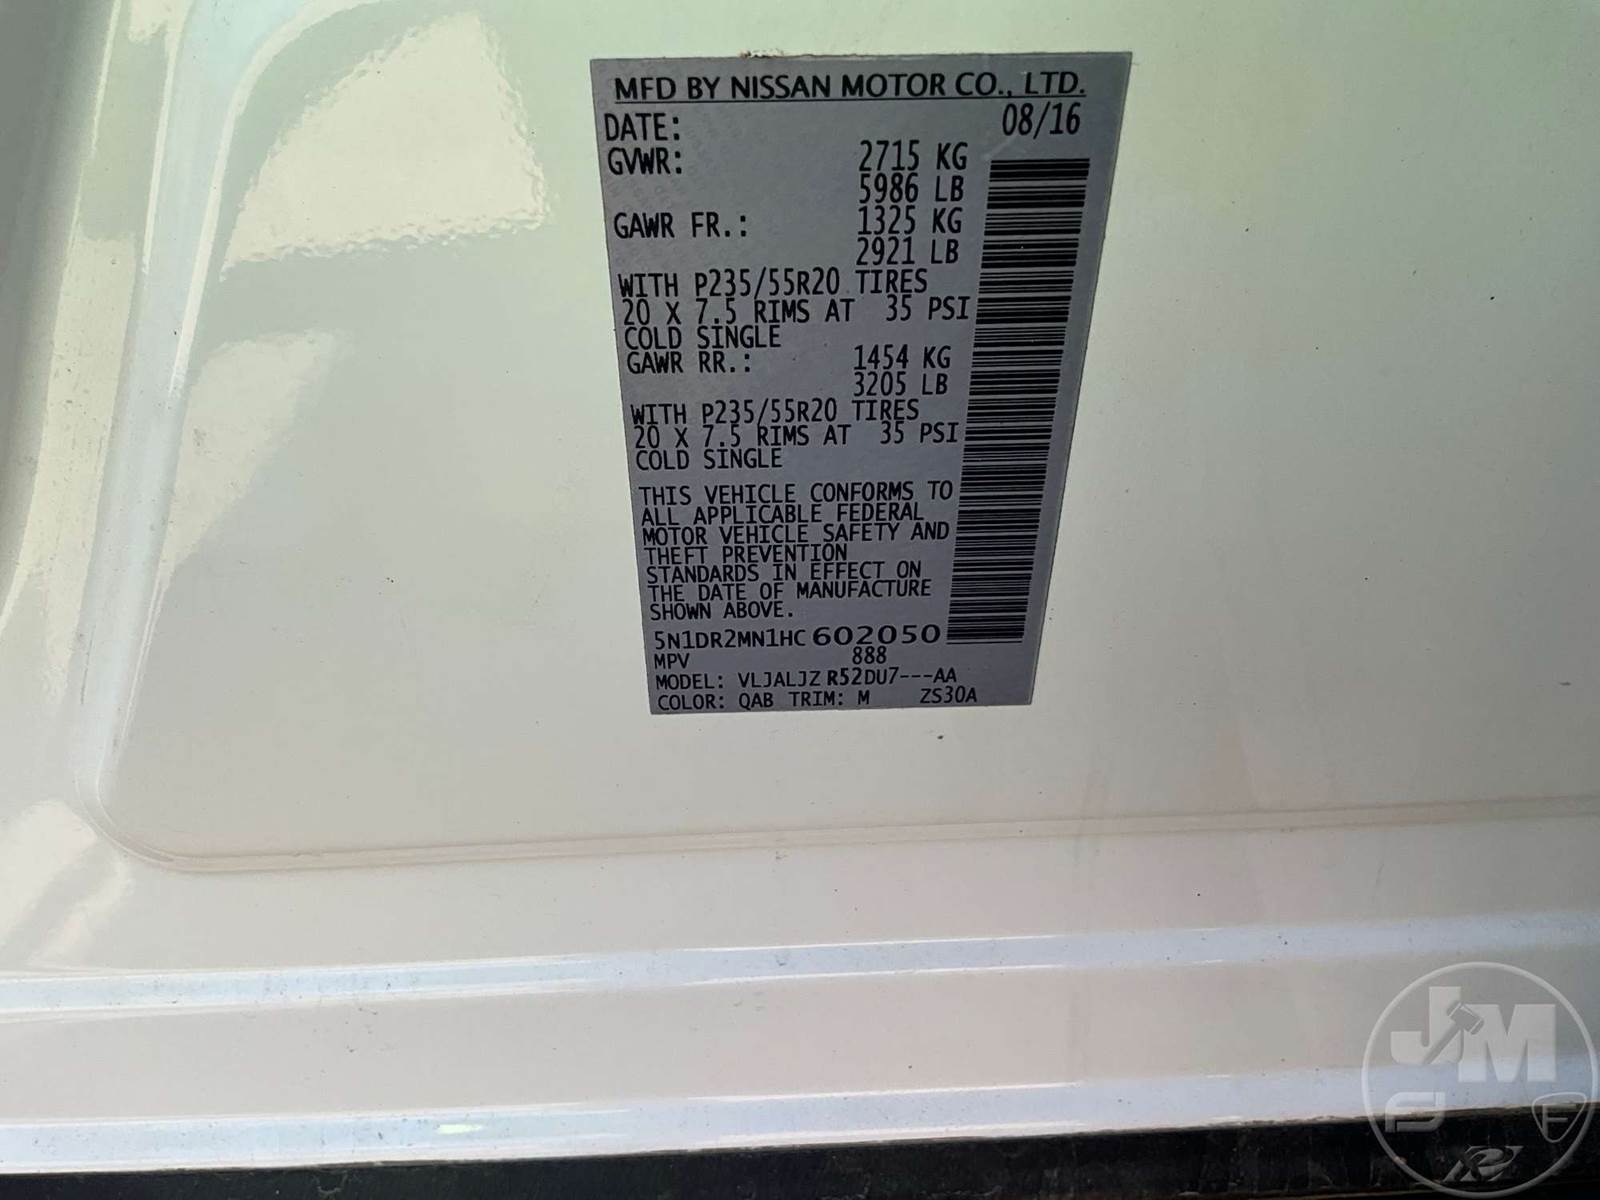 MFD BY NISSAN MOTOR CO., LTD.
DATE: 08/16
GVWR: 2715 KG
5986 LB
GAWR FR.: 1325 KG
2921 LB
WITH P235/55R20 TIRES
20 X 7.5 RIMS AT 35 PSI
COLD SINGLE
GAWR RR.: 1454 KG
3205 LB
WITH P235/55R20 TIRES
20 X 7.5 RIMS AT 35 PSI
COLD SINGLE
THIS VEHICLE CONFORMS TO
ALL APPLICABLE FEDERAL
MOTOR VEHICLE SAFETY AND
THEFT PREVENTION
STANDARDS IN EFFECT ON
THE DATE OF MANUFACTURE
SHOWN ABOVE.
5N1DR2MN1HC602050
MPV 888
MODEL: VLJALJZ R52DU7---AA
COLOR: QAB TRIM: M ZS30A
JM
F